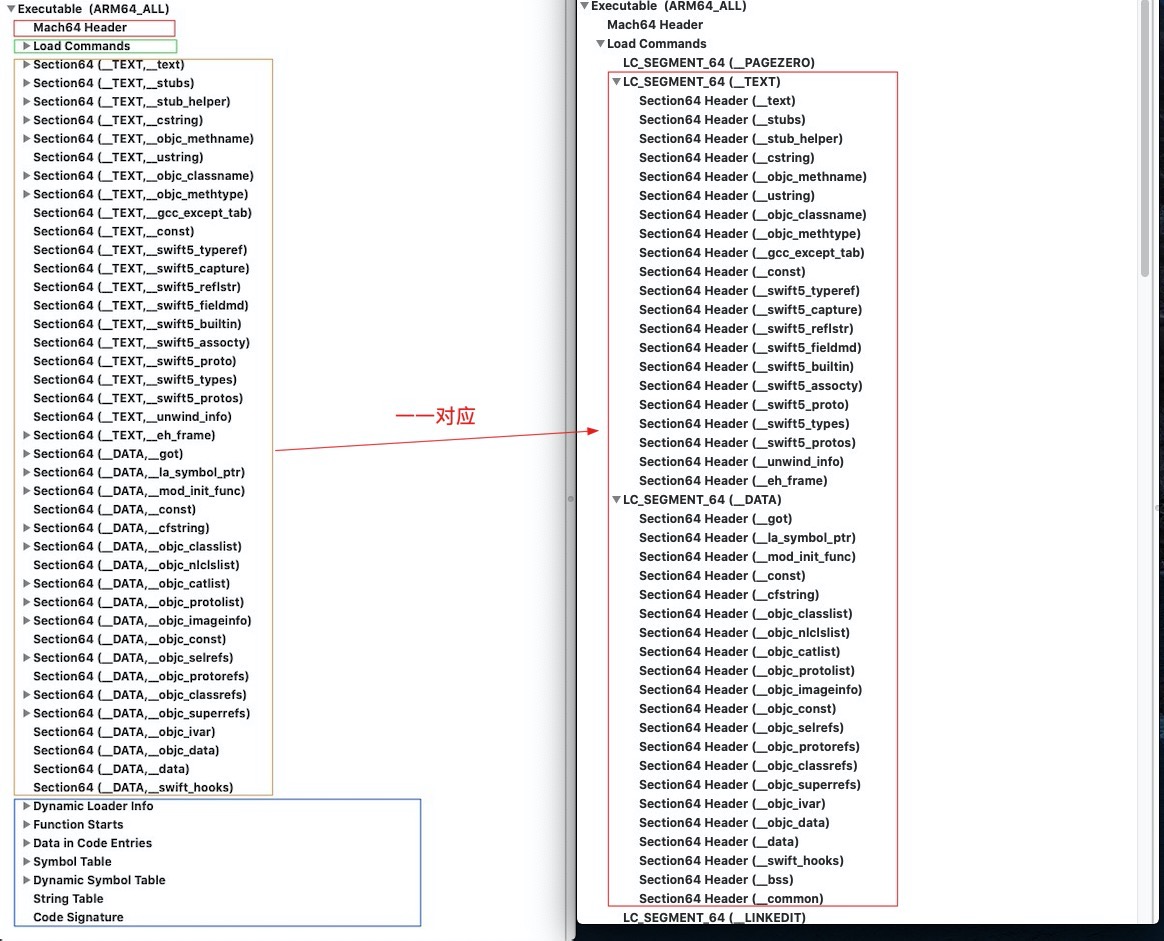 Executable (ARM64_ALL)
Mach64 Header
Load Commands
Section64 (__TEXT,__text)
Section64 (__TEXT,__stubs)
Section64 (__TEXT,__stub_helper)
Section64 (__TEXT,__cstring)
Section64 (__TEXT,__objc_methname)
Section64 (__TEXT,__ustring)
Section64 (__TEXT,__objc_classname)
Section64 (__TEXT,__objc_methtype)
Section64 (__TEXT,__gcc_except_tab)
Section64 (__TEXT,__const)
Section64 (__TEXT,__swift5_typeref)
Section64 (__TEXT,__swift5_capture)
Section64 (__TEXT,__swift5_reflstr)
Section64 (__TEXT,__swift5_fieldmd)
Section64 (__TEXT,__swift5_builtin)
Section64 (__TEXT,__swift5_assocty)
Section64 (__TEXT,__swift5_proto)
Section64 (__TEXT,__swift5_types)
Section64 (__TEXT,__swift5_protos)
Section64 (__TEXT,__unwind_info)
Section64 (__TEXT,__eh_frame)
Section64 (__DATA,__got)
Section64 (__DATA,__la_symbol_ptr)
Section64 (__DATA,__mod_init_func)
Section64 (__DATA,__const)
Section64 (__DATA,__cfstring)
Section64 (__DATA,__objc_classlist)
Section64 (__DATA,__objc_nlclslist)
Section64 (__DATA,__objc_catlist)
Section64 (__DATA,__objc_protolist)
Section64 (__DATA,__objc_imageinfo)
Section64 (__DATA,__objc_const)
Section64 (__DATA,__objc_selrefs)
Section64 (__DATA,__objc_protorefs)
Section64 (__DATA,__objc_classrefs)
Section64 (__DATA,__objc_superrefs)
Section64 (__DATA,__objc_ivar)
Section64 (__DATA,__objc_data)
Section64 (__DATA,__data)
Section64 (__DATA,__swift_hooks)
Dynamic Loader Info
Function Starts
Data in Code Entries
Symbol Table
Dynamic Symbol Table
String Table
Code Signature
一一对应
Executable (ARM64_ALL)
Mach64 Header
Load Commands
LC_SEGMENT_64 (__PAGEZERO)
LC_SEGMENT_64 (__TEXT)
Section64 Header (__text)
Section64 Header (__stubs)
Section64 Header (__stub_helper)
Section64 Header (__cstring)
Section64 Header (__objc_methname)
Section64 Header (__ustring)
Section64 Header (__objc_classname)
Section64 Header (__objc_methtype)
Section64 Header (__gcc_except_tab)
Section64 Header (__const)
Section64 Header (__swift5_typeref)
Section64 Header (__swift5_capture)
Section64 Header (__swift5_reflstr)
Section64 Header (__swift5_fieldmd)
Section64 Header (__swift5_builtin)
Section64 Header (__swift5_assocty)
Section64 Header (__swift5_proto)
Section64 Header (__swift5_types)
Section64 Header (__swift5_protos)
Section64 Header (__unwind_info)
Section64 Header (__eh_frame)
LC_SEGMENT_64 (__DATA)
Section64 Header (__got)
Section64 Header (__la_symbol_ptr)
Section64 Header (__mod_init_func)
Section64 Header (__const)
Section64 Header (__cfstring)
Section64 Header (__objc_classlist)
Section64 Header (__objc_nlclslist)
Section64 Header (__objc_catlist)
Section64 Header (__objc_protolist)
Section64 Header (__objc_imageinfo)
Section64 Header (__objc_const)
Section64 Header (__objc_selrefs)
Section64 Header (__objc_protorefs)
Section64 Header (__objc_classrefs)
Section64 Header (__objc_superrefs)
Section64 Header (__objc_ivar)
Section64 Header (__objc_data)
Section64 Header (__data)
Section64 Header (__swift_hooks)
Section64 Header (__bss)
Section64 Header (__common)
LC_SEGMENT_64 (__LINKEDIT)